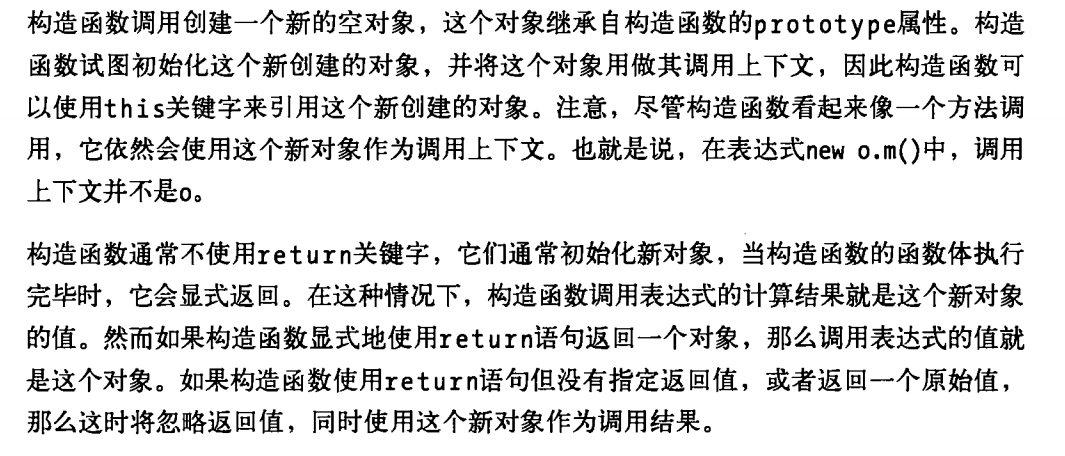 构造函数调用创建一个新的空对象，这个对象继承自构造函数的prototype属性。构造
函数试图初始化这个新创建的对象，并将这个对象用做其调用上下文，因此构造函数可
以使用this关键字来引用这个新创建的对象。注意，尽管构造函数看起来像一个方法调
用，它依然会使用这个新对象作为调用上下文。也就是说，在表达式new o.m()中，调用
上下文并不是o。
构造函数通常不使用return关键字，它们通常初始化新对象，当构造函数的函数体执行
完毕时，它会显式返回。在这种情况下，构造函数调用表达式的计算结果就是这个新对象
的值。然而如果构造函数显式地使用return语句返回一个对象，那么调用表达式的值就
是这个对象。如果构造函数使用return语句但没有指定返回值，或者返回一个原始值，
那么这时将忽略返回值，同时使用这个新对象作为调用结果。